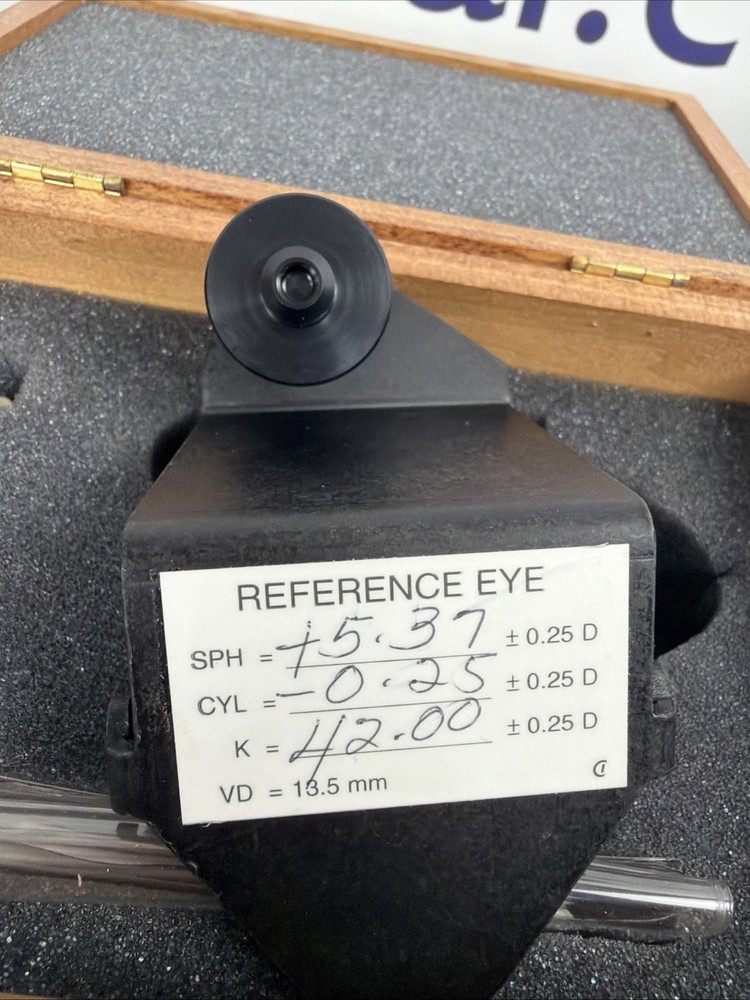 REFERENCE EYE
SPH = +5.37 ± 0.25 D
CYL = -0.25 ± 0.25 D
K = 42.00 ± 0.25 D
VD = 13.5 mm